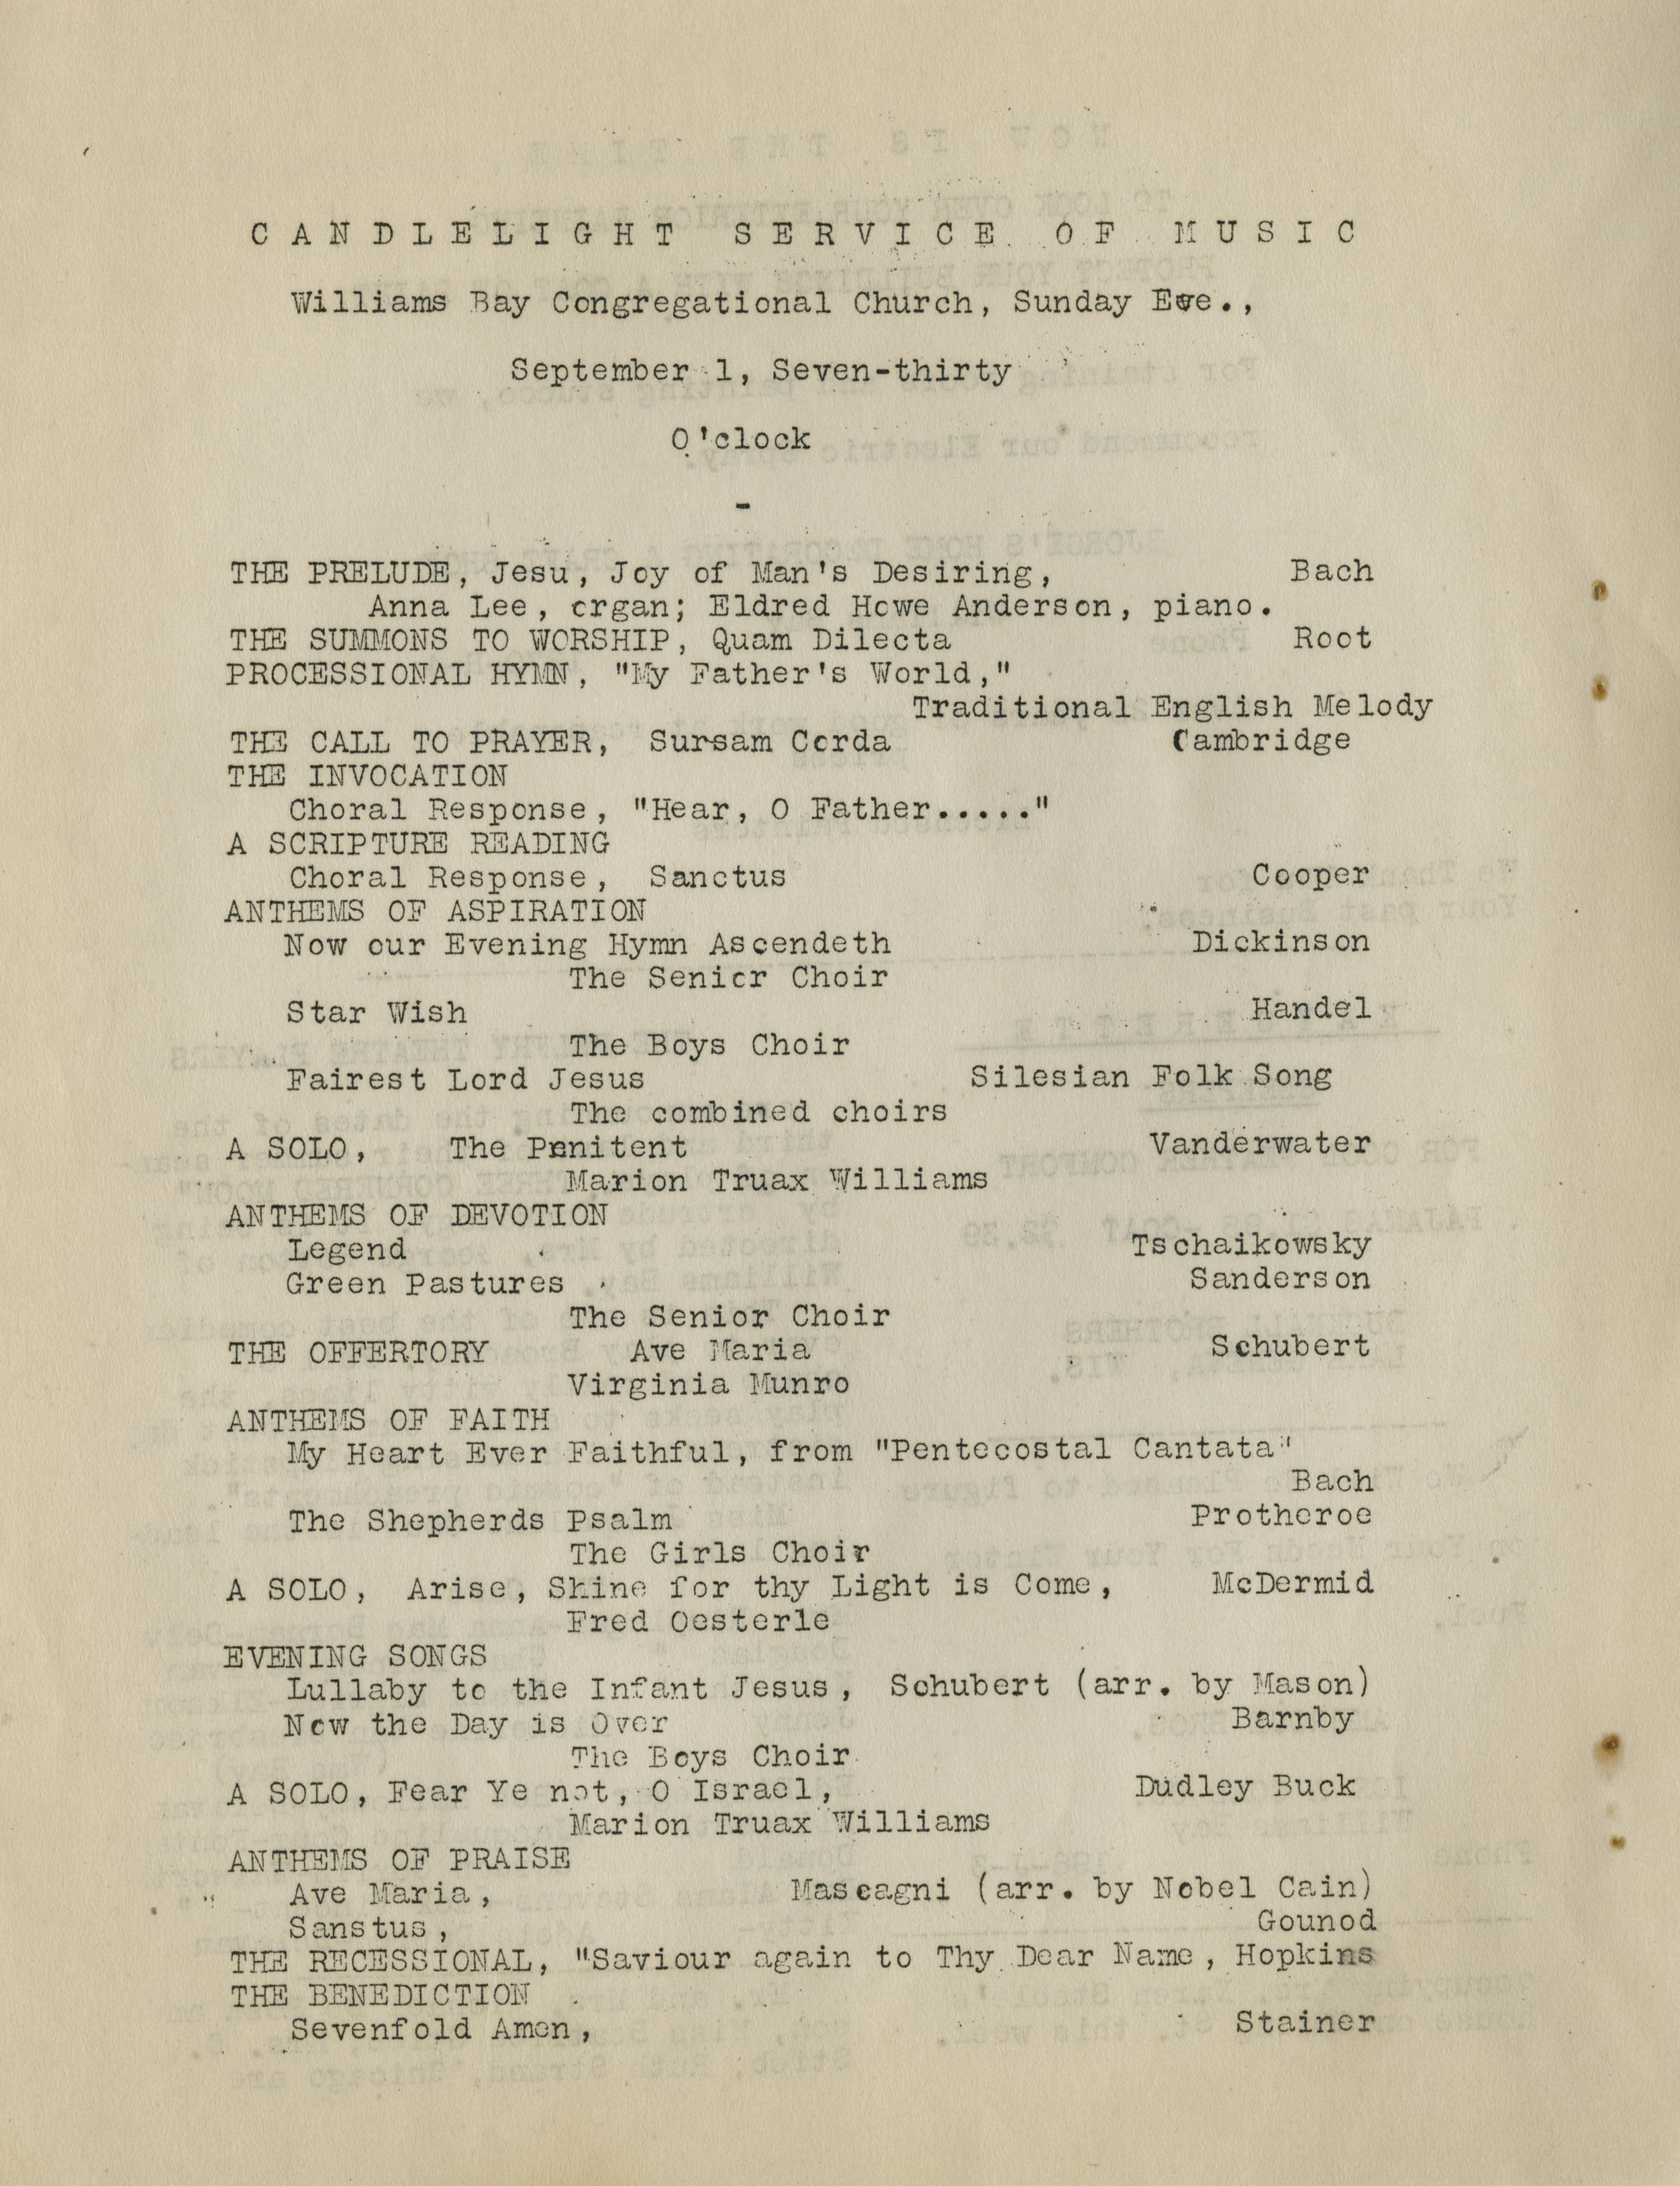 CANDLELIGHT SERVICE OF MUSIC
Williams Bay Congregational Church, Sunday Eve.,
September 1, Seven-thirty
O'clock
-
THE PRELUDE, Jesu, Joy of Man's Desiring, Bach
Anna Lee, organ; Eldred Howe Anderson, piano.
THE SUMMONS TO WORSHIP, Quam Dilecta Root
PROCESSIONAL HYMN, "My Father's World,"
Traditional English Melody
THE CALL TO PRAYER, Sursam Corda Cambridge
THE INVOCATION
Choral Response, "Hear, O Father....."
A SCRIPTURE READING
Choral Response, Sanctus Cooper
ANTHEMS OF ASPIRATION
Now our Evening Hymn Ascendeth Dickinson
The Senior Choir
Star Wish Handel
The Boys Choir
Fairest Lord Jesus Silesian Folk Song
The combined choirs
A SOLO, The Penitent Vanderwater
Marion Truax Williams
ANTHEMS OF DEVOTION
Legend Tschaikowsky
Green Pastures Sanderson
The Senior Choir
THE OFFERTORY Ave Maria Schubert
Virginia Munro
ANTHEMS OF FAITH
My Heart Ever Faithful, from "Pentecostal Cantata"
Bach
The Shepherds Psalm Protheroe
The Girls Choir
A SOLO, Arise, Shine for thy Light is Come, McDermid
Fred Oesterle
EVENING SONGS
Lullaby to the Infant Jesus, Schubert (arr. by Mason)
Now the Day is Over Barnby
The Boys Choir
A SOLO, Fear Ye not, O Israel, Dudley Buck
Marion Truax Williams
ANTHEMS OF PRAISE
Ave Maria, Mascagni (arr. by Nobel Cain)
Sanstus, Gounod
THE RECESSIONAL, "Saviour again to Thy Dear Name, Hopkins
THE BENEDICTION
Sevenfold Amen, Stainer